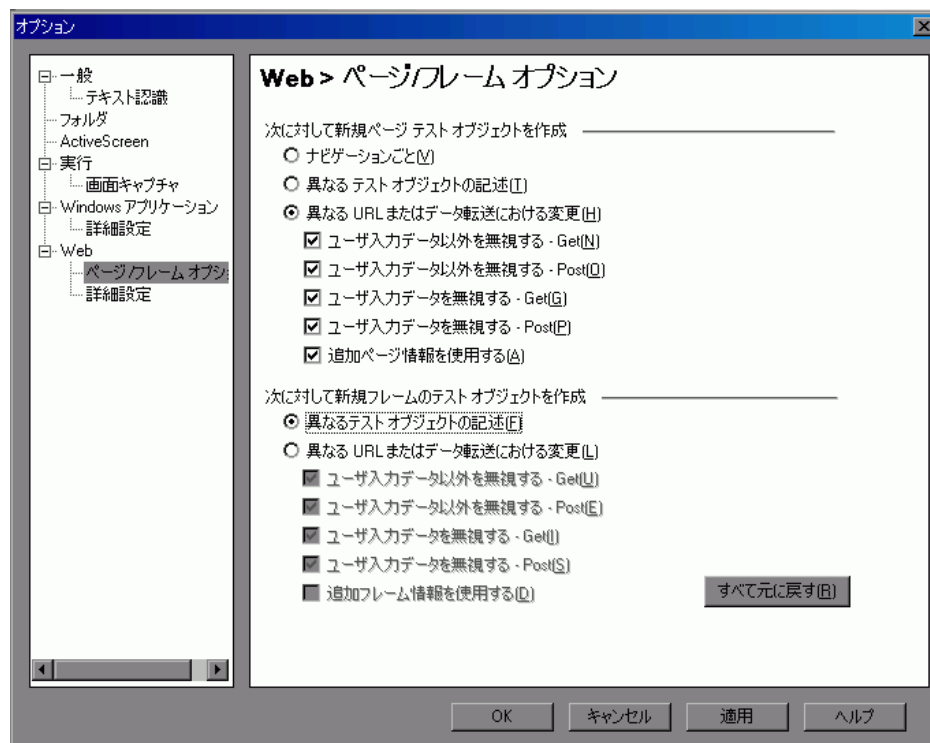 オプション
一般
テキスト認識
フォルダ
ActiveScreen
実行
画面キャプチャ
Windows アプリケーション
詳細設定
Web
ページ/フレーム オプシ
詳細設定
Web > ページ/フレーム オプション
次に対して新規ページ テスト オブジェクトを作成
ナビゲーションごと(V)
異なる テスト オブジェクトの記述(T)
異なる URL またはデータ転送における変更(H)
ユーザ入力データ以外を無視する - Get(N)
ユーザ入力データ以外を無視する - Post(O)
ユーザ入力データを無視する - Get(G)
ユーザ入力データを無視する - Post(P)
追加ページ情報を使用する(A)
次に対して新規フレームのテスト オブジェクトを作成
異なるテスト オブジェクトの記述(F)
異なる URL またはデータ転送における変更(L)
ユーザ入力データ以外を無視する - Get(U)
ユーザ入力データ以外を無視する - Post(E)
ユーザ入力データを無視する - Get(I)
ユーザ入力データを無視する - Post(S)
追加フレーム情報を使用する(D)
すべて元に戻す(R)
OK
キャンセル
適用
ヘルプ